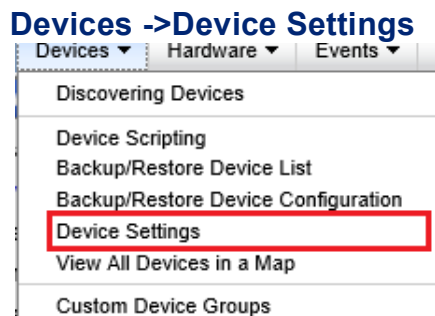 Devices ->Device Settings
Devices ▼ Hardware ▼ Events ▼
Discovering Devices
Device Scripting
Backup/Restore Device List
Backup/Restore Device Configuration
Device Settings
View All Devices in a Map
Custom Device Groups